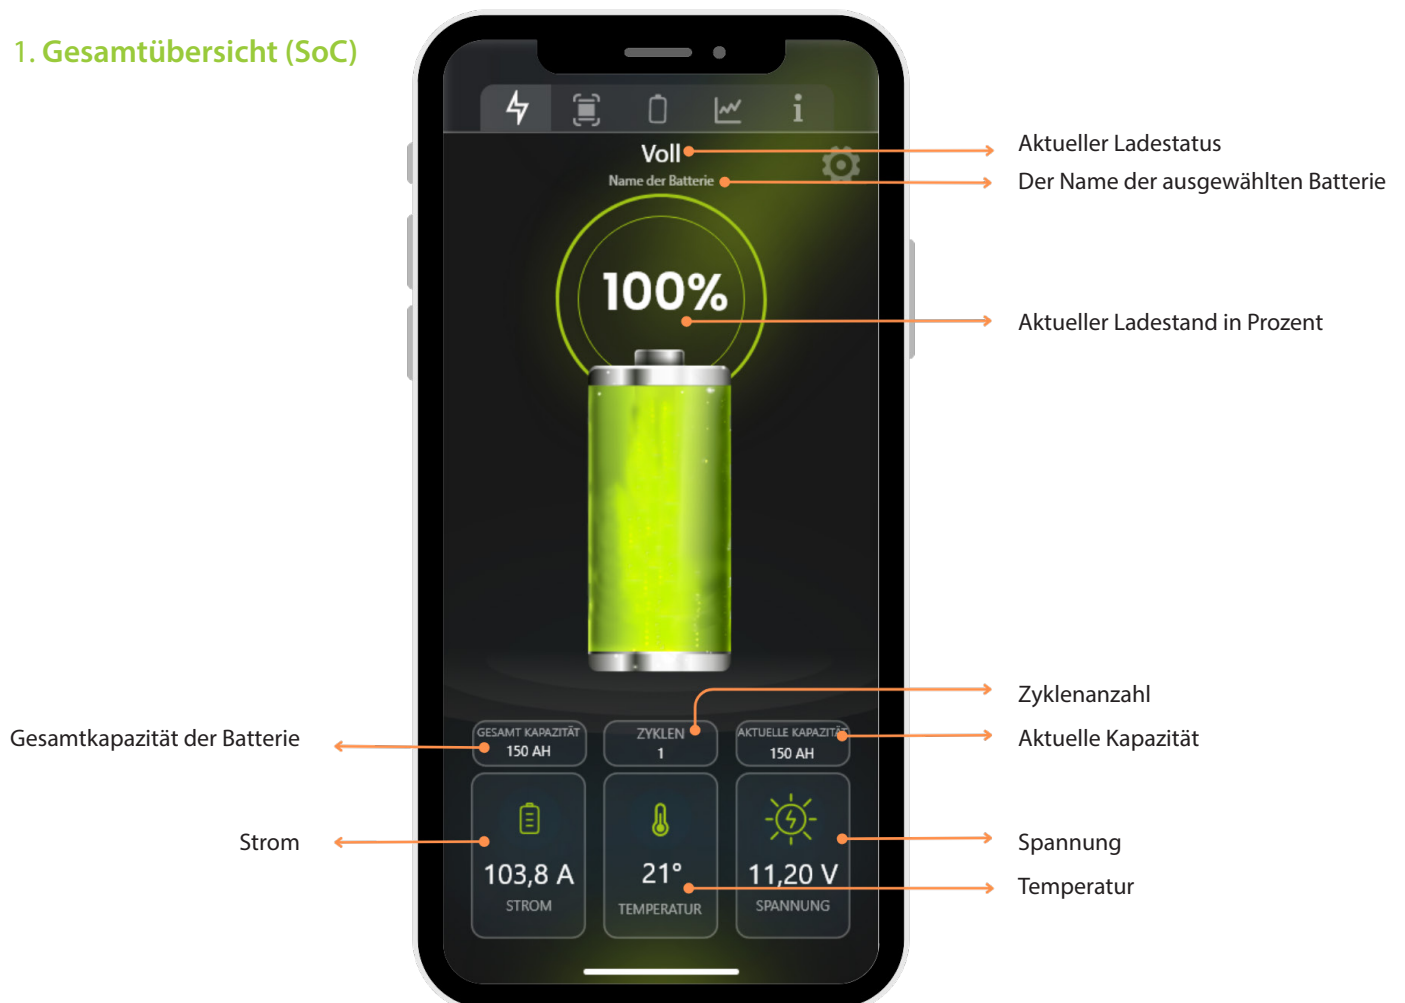 1. Gesamtübersicht (SoC)
Voll
Name der Batterie
100%
Aktueller Ladestatus
Der Name der ausgewählten Batterie
Aktueller Ladestand in Prozent
Zyklenanzahl
Gesamtkapazität der Batterie
GESAMT KAPAZITÄT
150 AH
ZYKLEN
1
AKTUELLE KAPAZITÄT
150 AH
Aktuelle Kapazität
Strom
103,8 A
STROM
21°
TEMPERATUR
11,20 V
SPANNUNG
Spannung
Temperatur